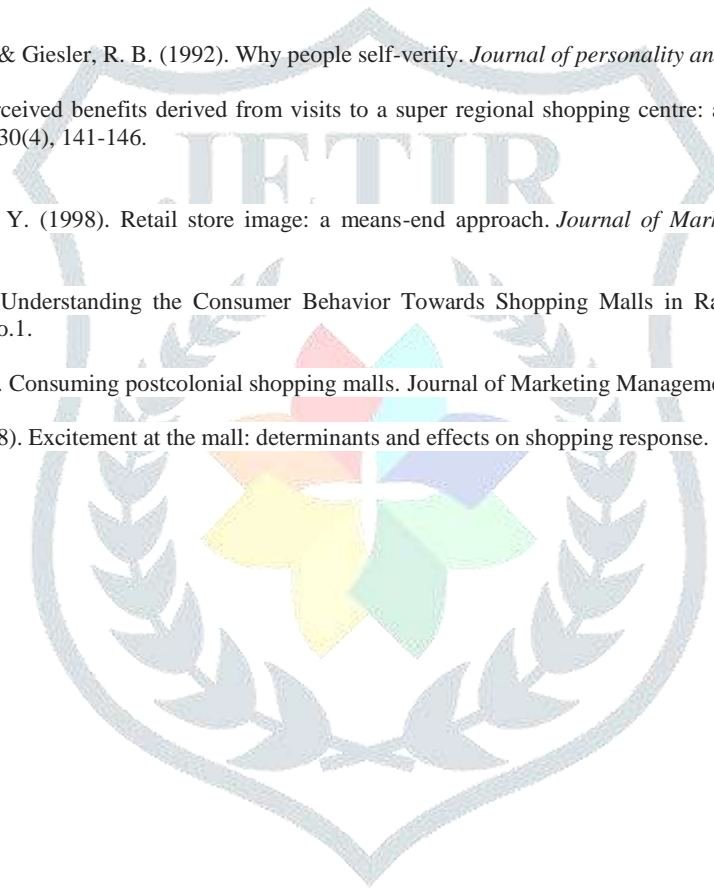 & Giesler, R. B. (1992). Why people self-verify. Journal of personality an
ceived benefits derived from visits to a super regional shopping centre: a
30(4), 141-146.
JETIR
Y. (1998). Retail store image: a means-end approach. Journal of Mar
Understanding the Consumer Behavior Towards Shopping Malls in Ra
o.1.
. Consuming postcolonial shopping malls. Journal of Marketing Manageme
8). Excitement at the mall: determinants and effects on shopping response.